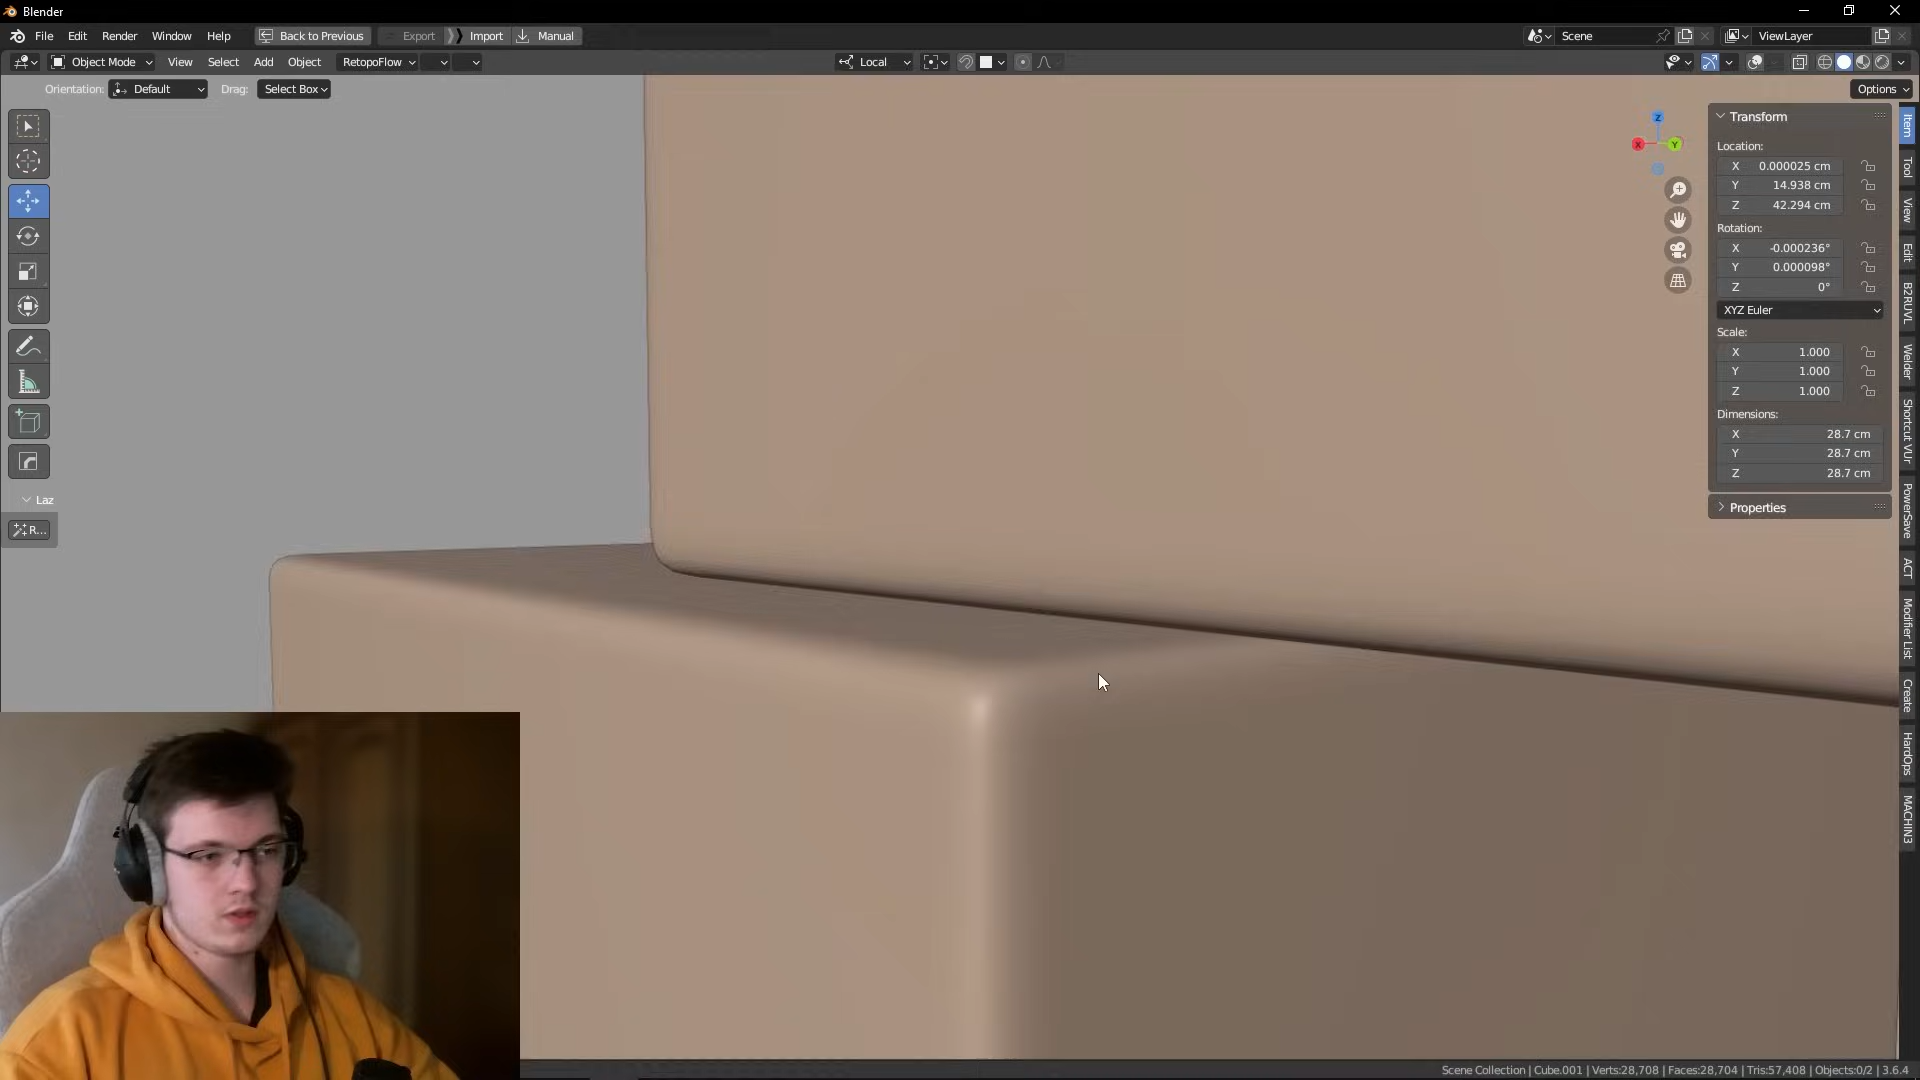 Blender
File Edit Render Window Help Back to Previous Export Import Manual Scene ViewLayer
Object Mode View Select Add Object RetopoFlow Local
Orientation: Default Drag: Select Box Options
Transform
Location:
X 0.000025 cm
Y 14.938 cm
Z 42.294 cm
Rotation:
X -0.000236°
Y 0.000098°
Z 0°
XYZ Euler
Scale:
X 1.000
Y 1.000
Z 1.000
Dimensions:
X 28.7 cm
Y 28.7 cm
Z 28.7 cm
Properties
Z
X
Y
Laz
R...
Item
Tool
View
Edit
B2RUVL
Welder
Shortcut VUr
PowerSave
ACT
Modifier List
Create
HardOps
MACHIN3
Scene Collection | Cube.001 | Verts:28,708 | Faces:28,704 | Tris:57,408 | Objects:0/2 | 3.6.4